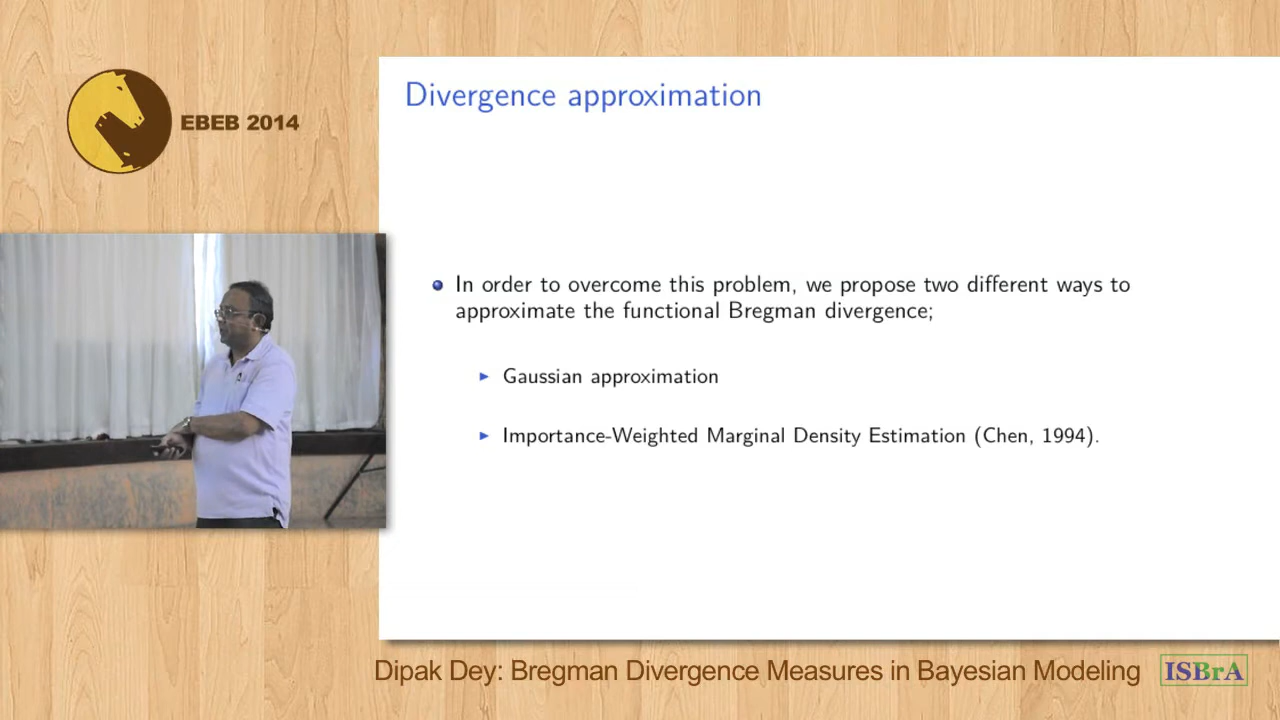 EBEB 2014
Divergence approximation
In order to overcome this problem, we propose two different ways to
approximate the functional Bregman divergence;
Gaussian approximation
Importance-Weighted Marginal Density Estimation (Chen, 1994).
Dipak Dey: Bregman Divergence Measures in Bayesian Modeling
ISBrA